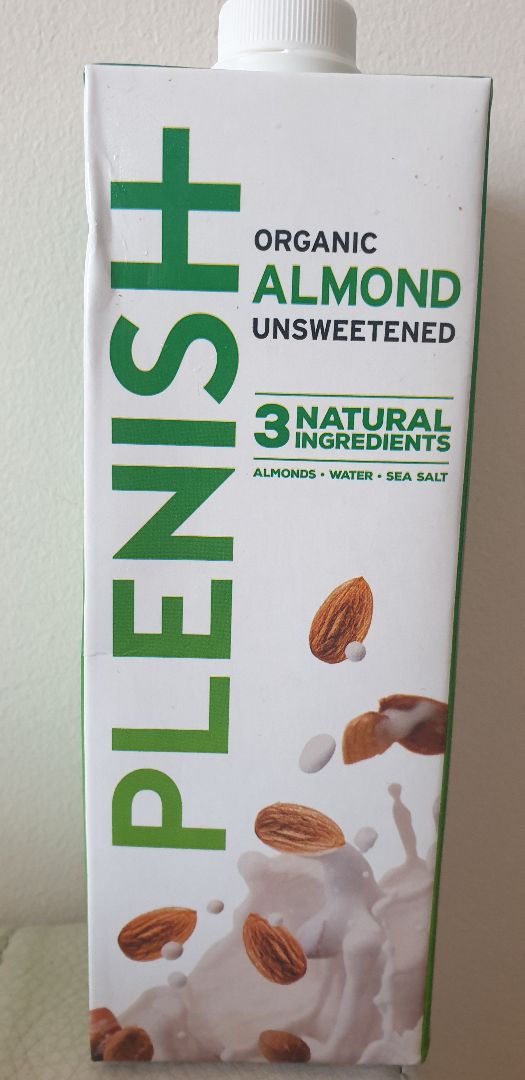 PLENISH
ORGANIC
ALMOND
UNSWEETENED
3 NATURAL
INGREDIENTS
ALMONDS • WATER • SEA SALT